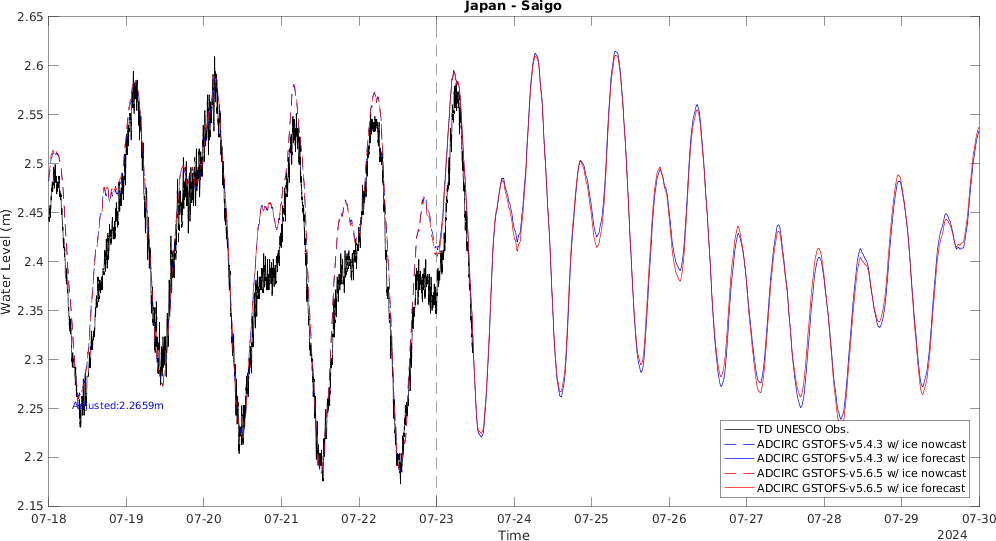 Japan - Saigo
2.65
2.6
2.55
2.5
2.45
2.4
2.35
2.3
2.25
2.2
2.15
Water Level (m)
Adjusted:2.2659m
TD UNESCO Obs.
ADCIRC GSTOFS-v5.4.3 w/ ice nowcast
ADCIRC GSTOFS-v5.4.3 w/ ice forecast
ADCIRC GSTOFS-v5.6.5 w/ ice nowcast
ADCIRC GSTOFS-v5.6.5 w/ ice forecast
07-18 07-19 07-20 07-21 07-22 07-23 07-24 07-25 07-26 07-27 07-28 07-29 07-30
Time
2024